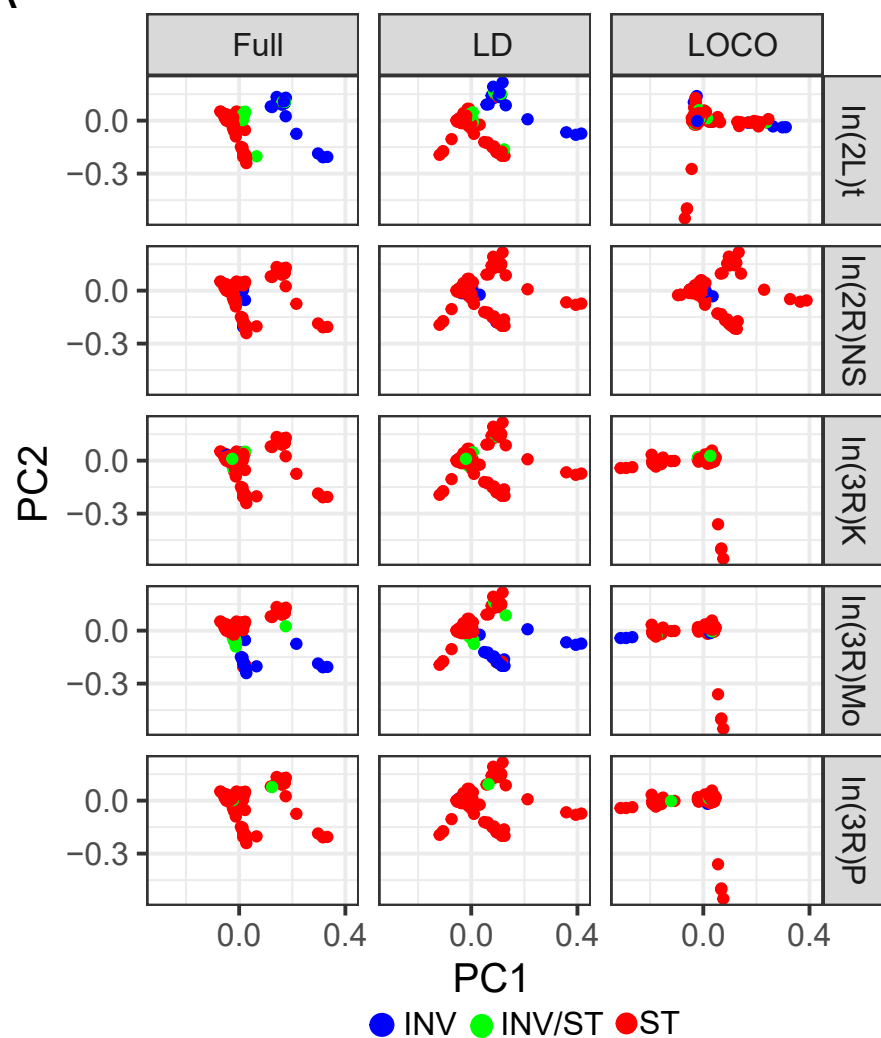 Full LD LOCO
0.0
−0.3
In(2L)t
0.0
−0.3
In(2R)NS
0.0
−0.3
In(3R)K
0.0
−0.3
In(3R)Mo
0.0
−0.3
In(3R)P
PC2
0.0 0.4 0.0 0.4 0.0 0.4
PC1
INV INV/ST ST